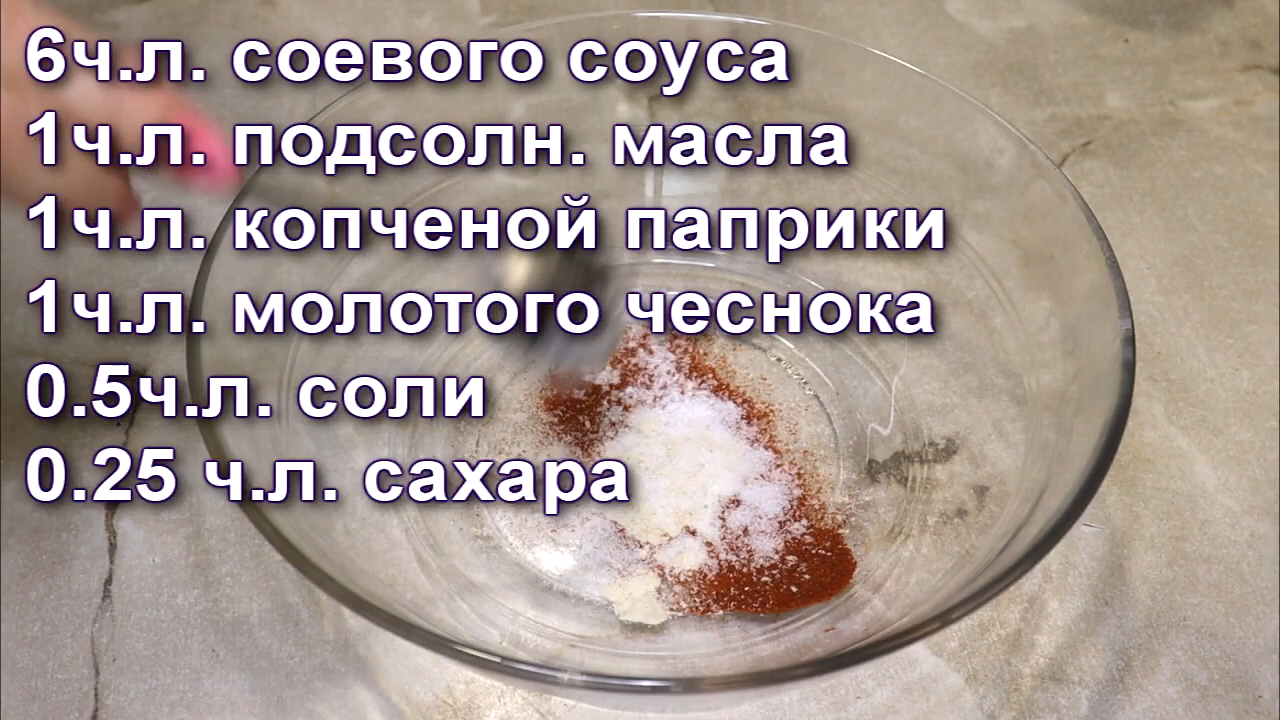 6ч.л. соевого соуса
1ч.л. подсолн. масла
1ч.л. копченой паприки
1ч.л. молотого чеснока
0.5ч.л. соли
0.25 ч.л. сахара